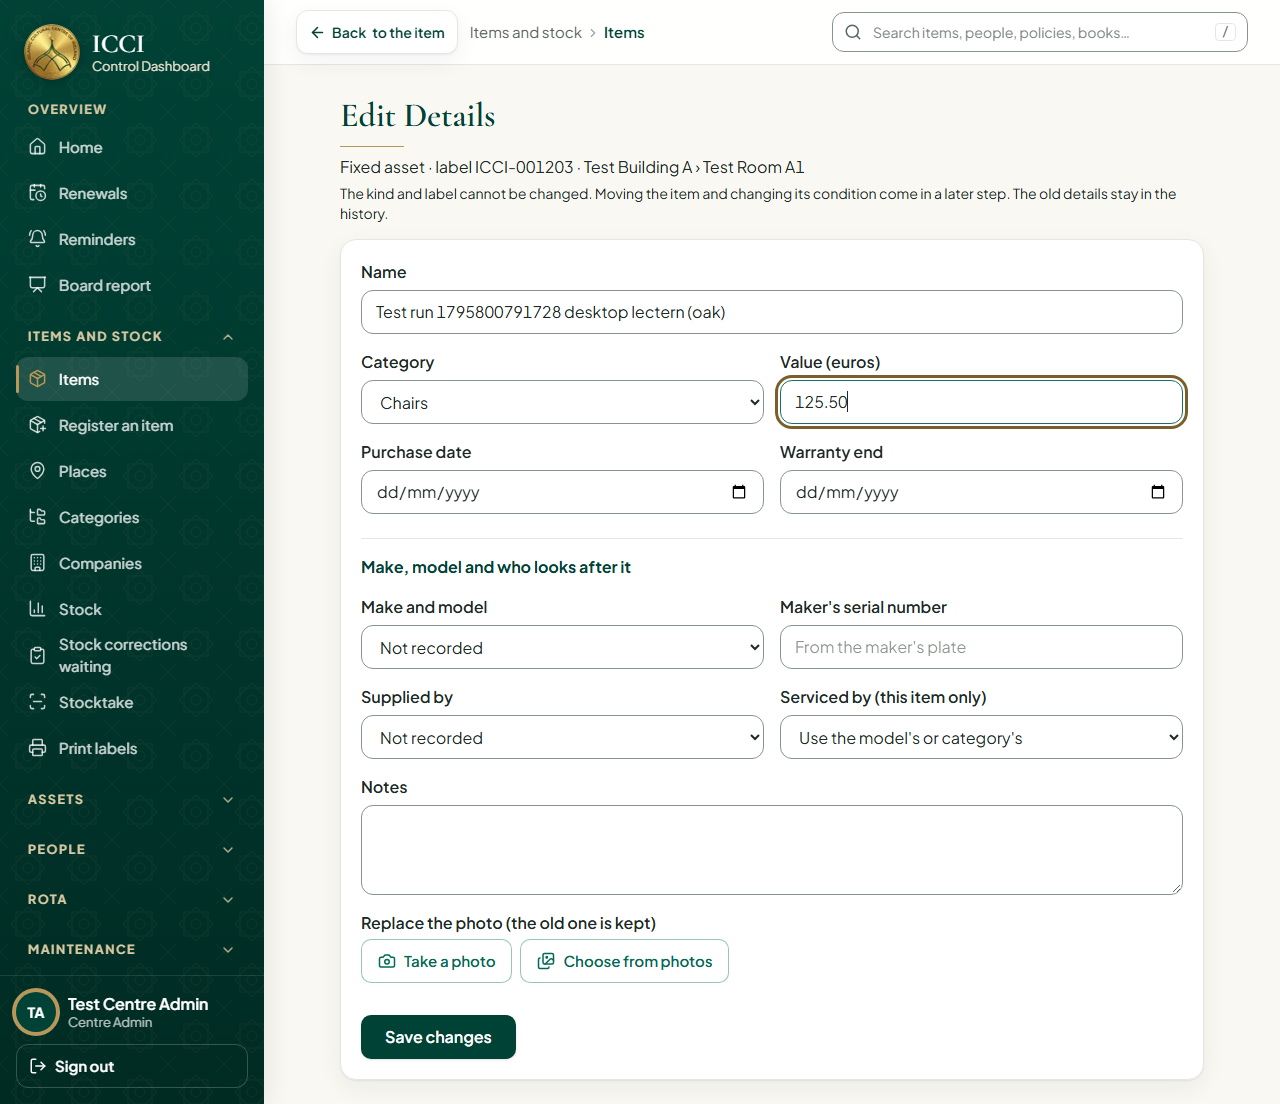 ICCI
Control Dashboard
OVERVIEW
Home
Renewals
Reminders
Board report
ITEMS AND STOCK
Items
Register an item
Places
Categories
Companies
Stock
Stock corrections
waiting
Stocktake
Print labels
ASSETS
PEOPLE
ROTA
MAINTENANCE
TA
Test Centre Admin
Centre Admin
Sign out
Back to the item
Items and stock › Items
Search items, people, policies, books…
/
Edit Details
Fixed asset · label ICCI-001203 · Test Building A › Test Room A1
The kind and label cannot be changed. Moving the item and changing its condition come in a later step. The old details stay in the
history.
Name
Test run 1795800791728 desktop lectern (oak)
Category
Value (euros)
Chairs
125.50
Purchase date
Warranty end
dd/mm/yyyy
dd/mm/yyyy
Make, model and who looks after it
Make and model
Maker's serial number
Not recorded
From the maker's plate
Supplied by
Serviced by (this item only)
Not recorded
Use the model's or category's
Notes
Replace the photo (the old one is kept)
Take a photo
Choose from photos
Save changes